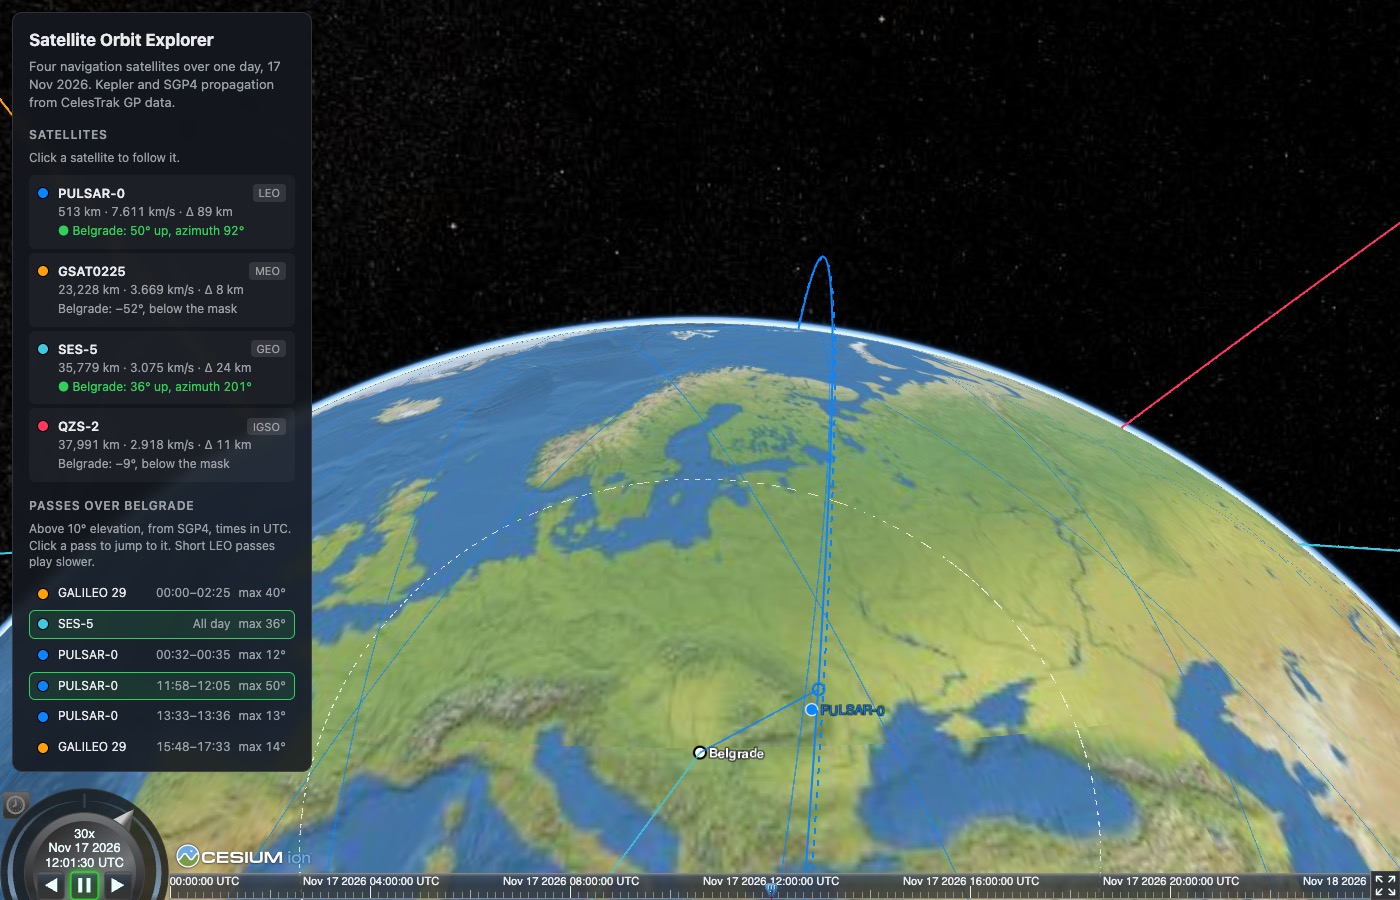 Satellite Orbit Explorer
Four navigation satellites over one day, 17
Nov 2026. Kepler and SGP4 propagation
from CelesTrak GP data.
SATELLITES
Click a satellite to follow it.
PULSAR-0 LEO
513 km · 7.611 km/s · Δ 89 km
Belgrade: 50° up, azimuth 92°
GSAT0225 MEO
23,228 km · 3.669 km/s · Δ 8 km
Belgrade: −52°, below the mask
SES-5 GEO
35,779 km · 3.075 km/s · Δ 24 km
Belgrade: 36° up, azimuth 201°
QZS-2 IGSO
37,991 km · 2.918 km/s · Δ 11 km
Belgrade: −9°, below the mask
PASSES OVER BELGRADE
Above 10° elevation, from SGP4, times in UTC.
Click a pass to jump to it. Short LEO passes
play slower.
GALILEO 29 00:00–02:25 max 40°
SES-5 All day max 36°
PULSAR-0 00:32–00:35 max 12°
PULSAR-0 11:58–12:05 max 50°
PULSAR-0 13:33–13:36 max 13°
GALILEO 29 15:48–17:33 max 14°
PULSAR-0
Belgrade
30x
Nov 17 2026
12:01:30 UTC
CESIUM ion
00:00:00 UTC Nov 17 2026 04:00:00 UTC Nov 17 2026 08:00:00 UTC Nov 17 2026 12:00:00 UTC Nov 17 2026 16:00:00 UTC Nov 17 2026 20:00:00 UTC Nov 18 2026